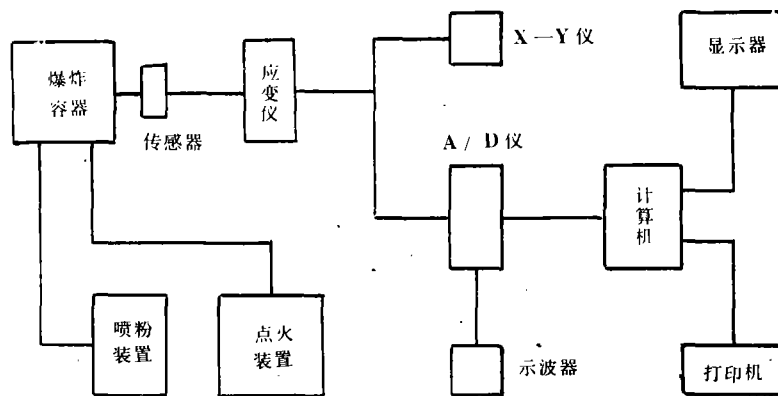 X—Y仪
显示器
爆炸
容器
应
变
仪
传感器
A / D仪
计
算
机
喷粉
装置
点火
装置
示波器
打印机